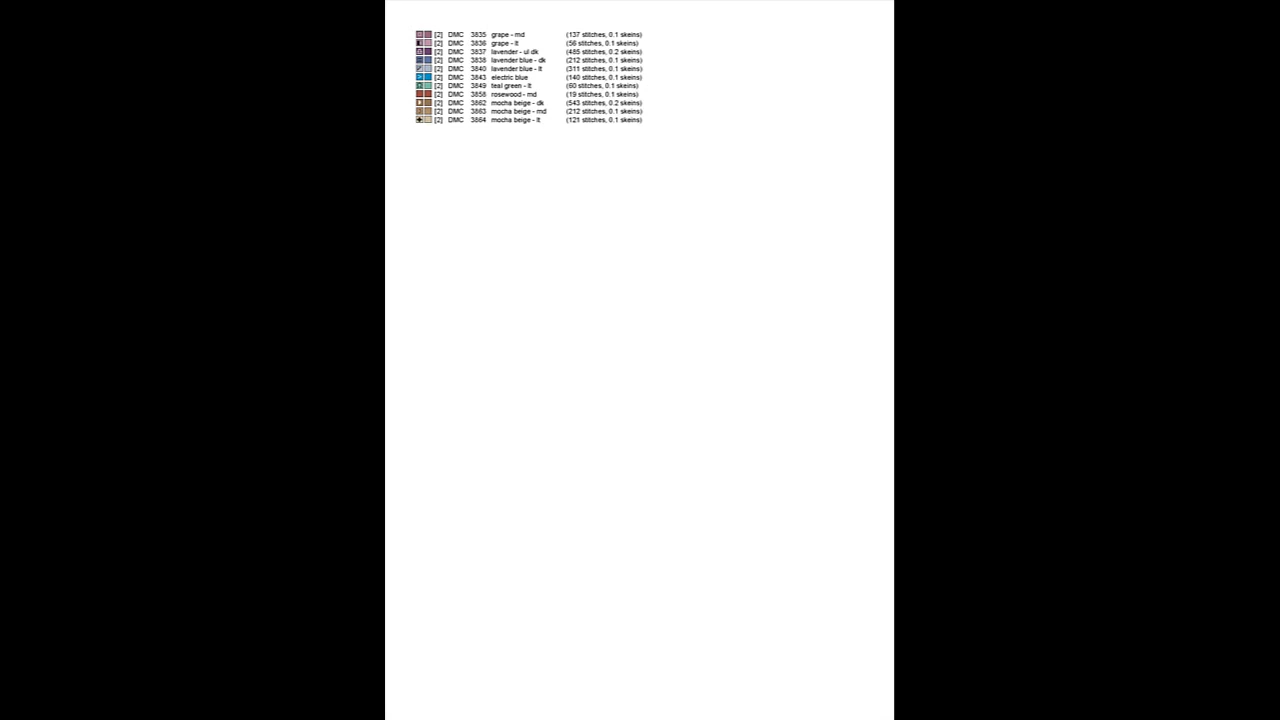 [2] DMC 3835 grape - md (137 stitches, 0.1 skeins)
[2] DMC 3836 grape - lt (56 stitches, 0.1 skeins)
[2] DMC 3837 lavender - ul dk (485 stitches, 0.2 skeins)
[2] DMC 3838 lavender blue - dk (212 stitches, 0.1 skeins)
[2] DMC 3840 lavender blue - lt (311 stitches, 0.1 skeins)
[2] DMC 3843 electric blue (140 stitches, 0.1 skeins)
[2] DMC 3849 teal green - lt (60 stitches, 0.1 skeins)
[2] DMC 3858 rosewood - md (19 stitches, 0.1 skeins)
[2] DMC 3862 mocha beige - dk (543 stitches, 0.2 skeins)
[2] DMC 3863 mocha beige - md (212 stitches, 0.1 skeins)
[2] DMC 3864 mocha beige - lt (121 stitches, 0.1 skeins)